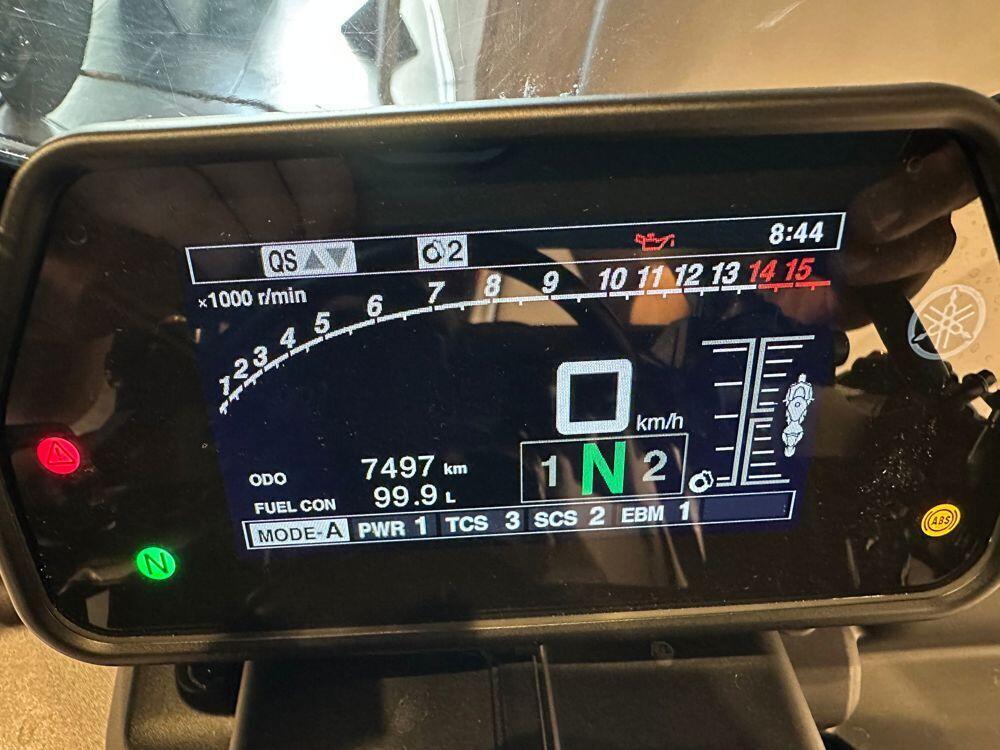 QS 2 8:44
×1000 r/min
1 2 3 4 5 6 7 8 9 10 11 12 13 14 15
0 km/h
1 N 2
ODO 7497 km
FUEL CON 99.9 L
MODE-A PWR 1 TCS 3 SCS 2 EBM 1
N
ABS